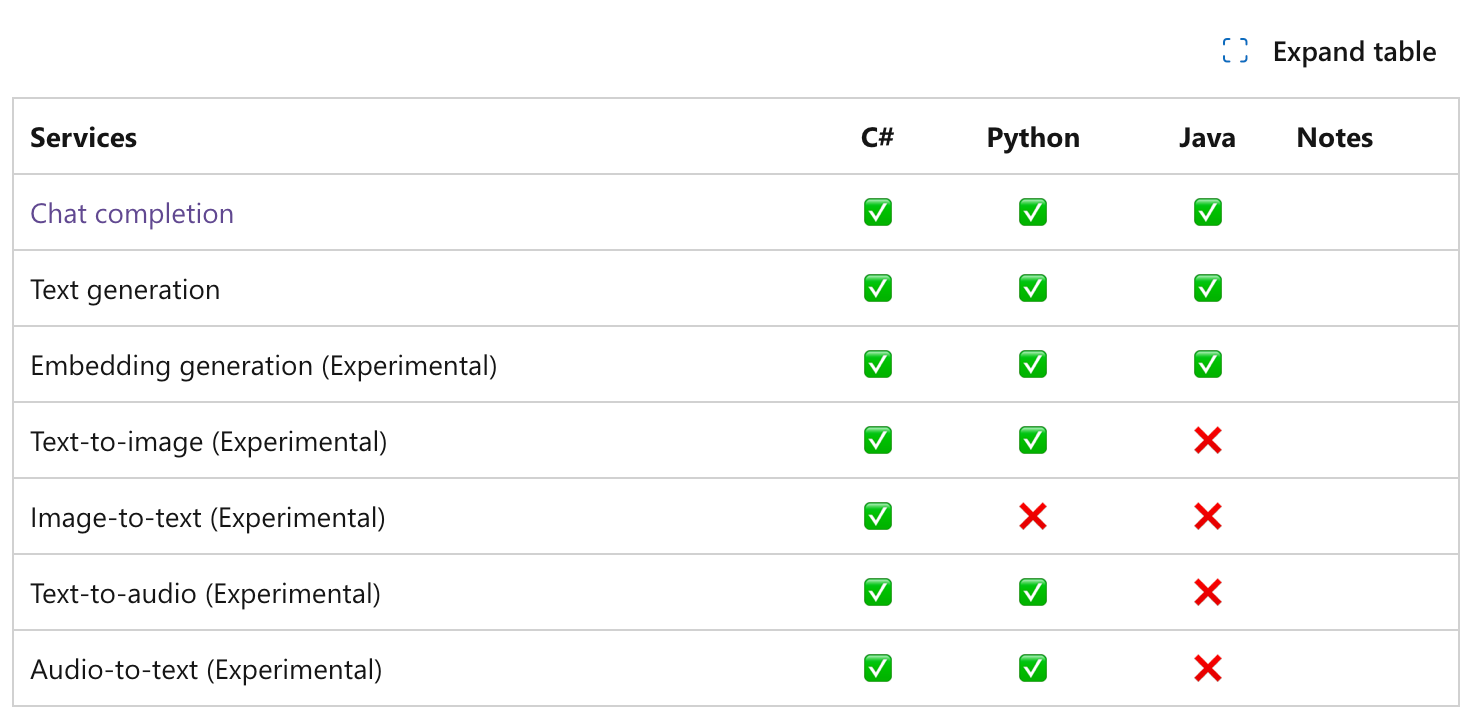 Expand table
Services C# Python Java Notes
Chat completion ✅ ✅ ✅
Text generation ✅ ✅ ✅
Embedding generation (Experimental) ✅ ✅ ✅
Text-to-image (Experimental) ✅ ✅ ❌
Image-to-text (Experimental) ✅ ❌ ❌
Text-to-audio (Experimental) ✅ ✅ ❌
Audio-to-text (Experimental) ✅ ✅ ❌